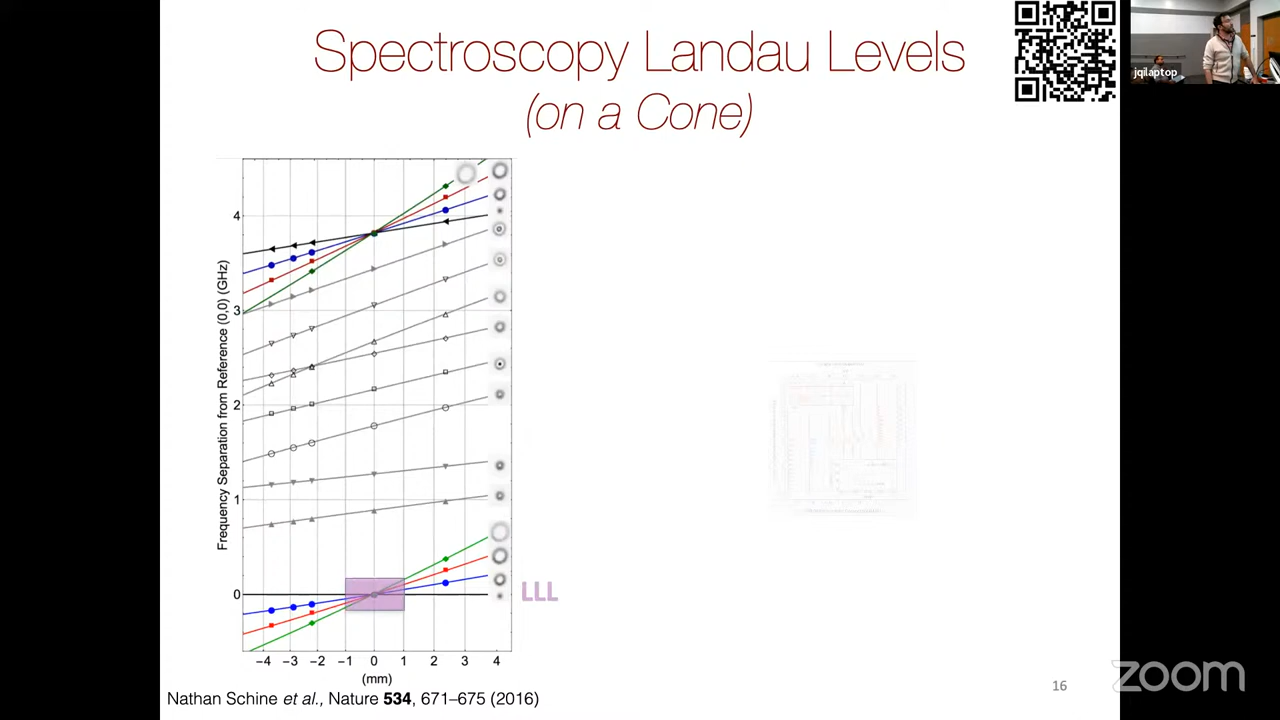 Spectroscopy Landau Levels
(on a Cone)
jqilaptop
Frequency Separation from Reference (0,0) (GHz)
4
3
2
1
0
LLL
−4 −3 −2 −1 0 1 2 3 4
(mm)
Nathan Schine et al., Nature 534, 671–675 (2016)
16
zoom